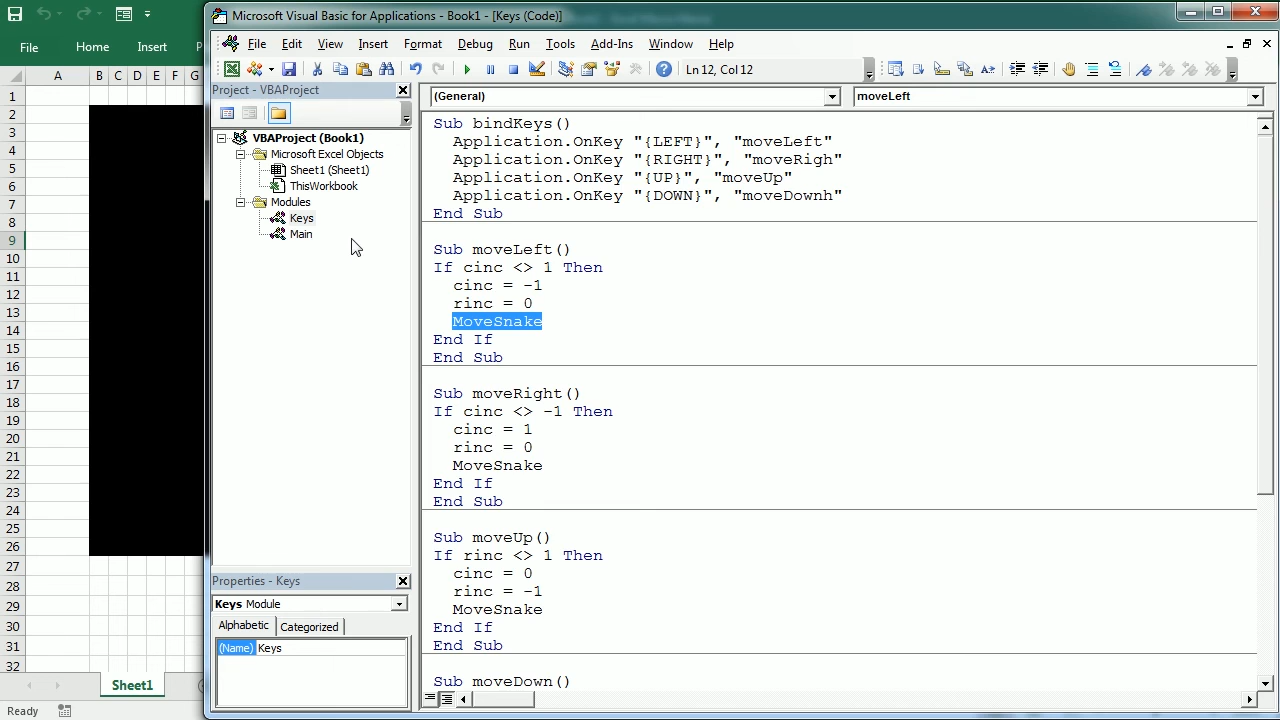 Microsoft Visual Basic for Applications - Book1 - [Keys (Code)]
File Home Insert
File Edit View Insert Format Debug Run Tools Add-Ins Window Help
Ln 12, Col 12
Project - VBAProject
(General) moveLeft
A B C D E F G
1
2
3
4
5
6
7
8
9
10
11
12
13
14
15
16
17
18
19
20
21
22
23
24
25
26
27
28
29
30
31
32
VBAProject (Book1)
Microsoft Excel Objects
Sheet1 (Sheet1)
ThisWorkbook
Modules
Keys
Main
Properties - Keys
Keys Module
Alphabetic Categorized
(Name) Keys
Sub bindKeys()
Application.OnKey "{LEFT}", "moveLeft"
Application.OnKey "{RIGHT}", "moveRigh"
Application.OnKey "{UP}", "moveUp"
Application.OnKey "{DOWN}", "moveDownh"
End Sub
Sub moveLeft()
If cinc <> 1 Then
cinc = -1
rinc = 0
MoveSnake
End If
End Sub
Sub moveRight()
If cinc <> -1 Then
cinc = 1
rinc = 0
MoveSnake
End If
End Sub
Sub moveUp()
If rinc <> 1 Then
cinc = 0
rinc = -1
MoveSnake
End If
End Sub
Sub moveDown()
Sheet1
Ready